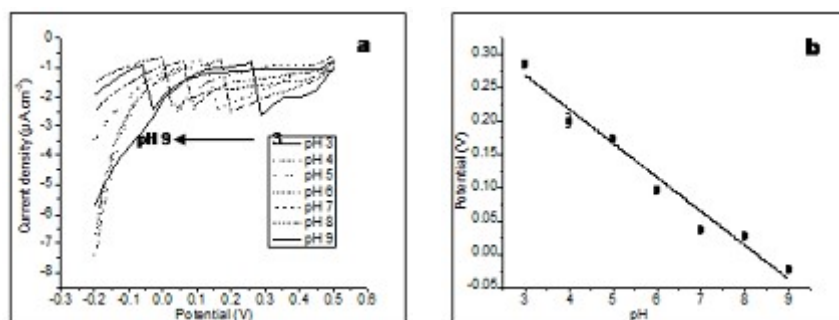 a
Current density (µA.cm⁻²)
-1
-2
-3
-4
-5
-6
-7
-8
pH 9
3
pH 3
pH 4
pH 5
pH 6
pH 7
pH 8
pH 9
-0.3 -0.2 -0.1 0.0 0.1 0.2 0.3 0.4 0.5 0.6
Potential (V)
b
Potential (V)
0.30
0.25
0.20
0.15
0.10
0.05
0.00
-0.05
3 4 5 6 7 8 9
pH